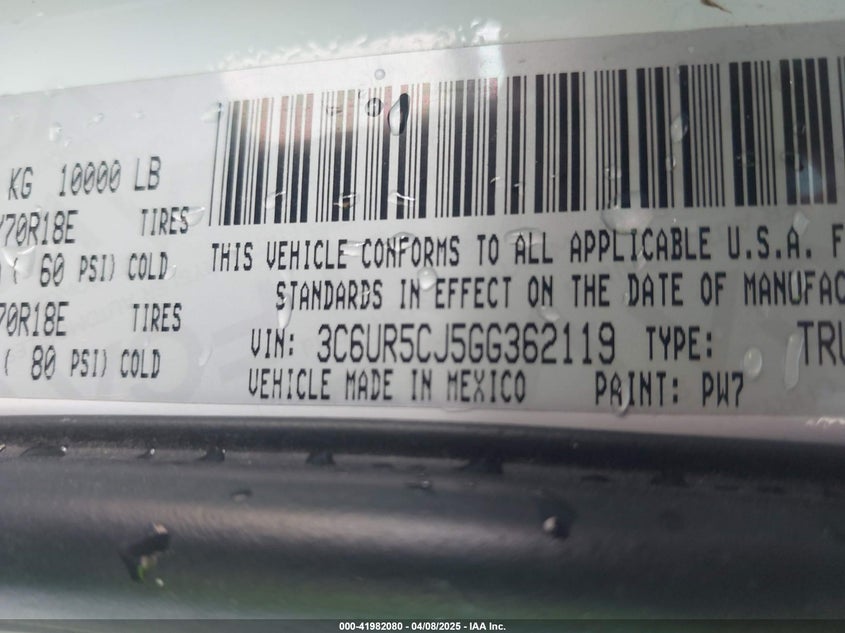 KG 10000 LB
70R18E TIRES
( 60 PSI) COLD
70R18E TIRES
( 80 PSI) COLD
THIS VEHICLE CONFORMS TO ALL APPLICABLE U.S.A. F
STANDARDS IN EFFECT ON THE DATE OF MANUFAC
VIN: 3C6UR5CJ5GG362119 TYPE: TRU
VEHICLE MADE IN MEXICO PAINT: PW7
000-41982080 - 04/08/2025 - IAA Inc.